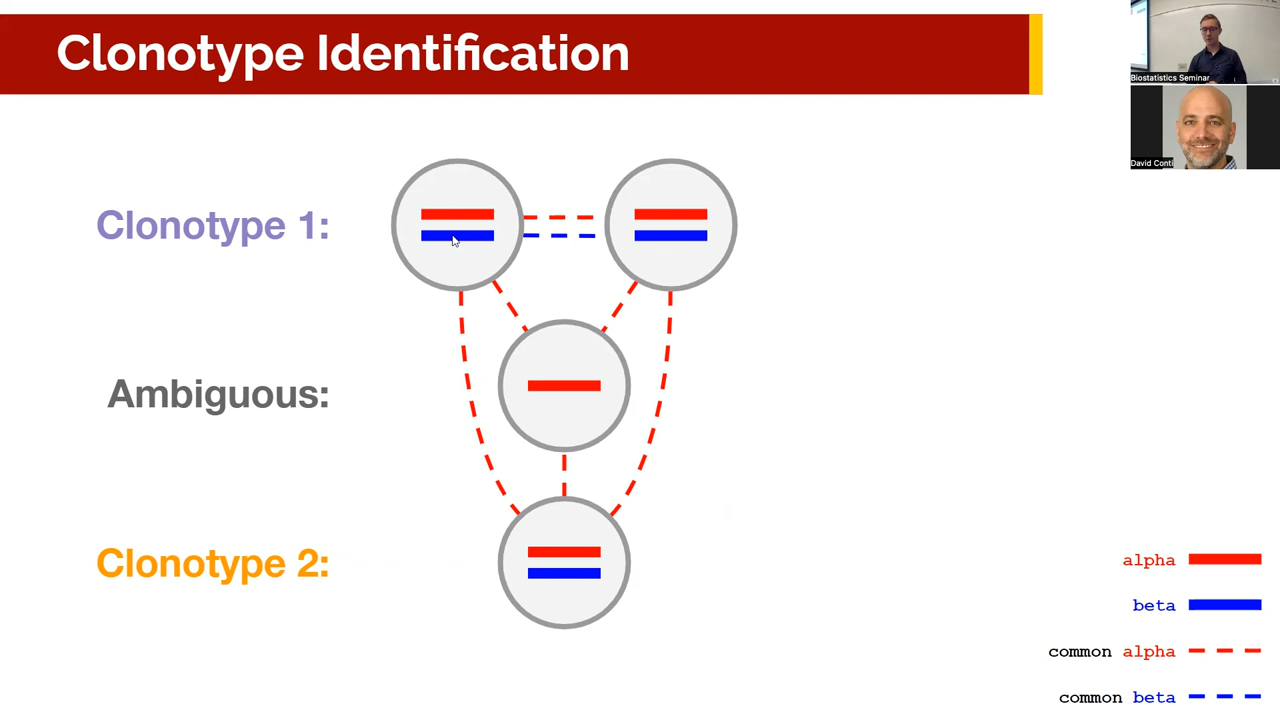 Clonotype Identification
Biostatistics Seminar
David Conti
Clonotype 1:
Ambiguous:
Clonotype 2:
alpha
beta
common alpha
common beta